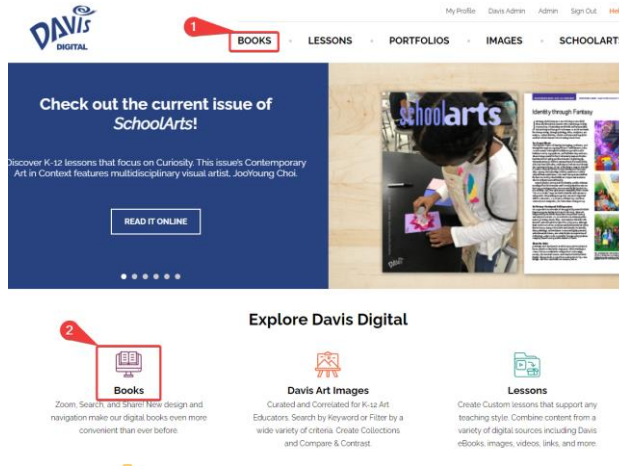 My Profile Davis Admin Admin Sign Out Hel
DAVIS
DIGITAL
1
BOOKS LESSONS PORTFOLIOS IMAGES SCHOOLARTS
Check out the current issue of
SchoolArts!
Discover K-12 lessons that focus on Curiosity. This issue's Contemporary
Art in Context features multidisciplinary visual artist, JooYoung Choi.
READ IT ONLINE
schoolarts
DAVIS
Identity through Fantasy
Explore Davis Digital
2
Books
Zoom, Search, and Share! New design and
navigation make our digital books even more
convenient than ever before.
Davis Art Images
Curated and Correlated for K-12 Art
Educators. Search by Keyword or Filter by a
wide variety of criteria. Create Collections
and Compare & Contrast.
Lessons
Create Custom lessons that support any
teaching style. Combine content from a
variety of digital sources including Davis
eBooks, images, videos, links, and more.